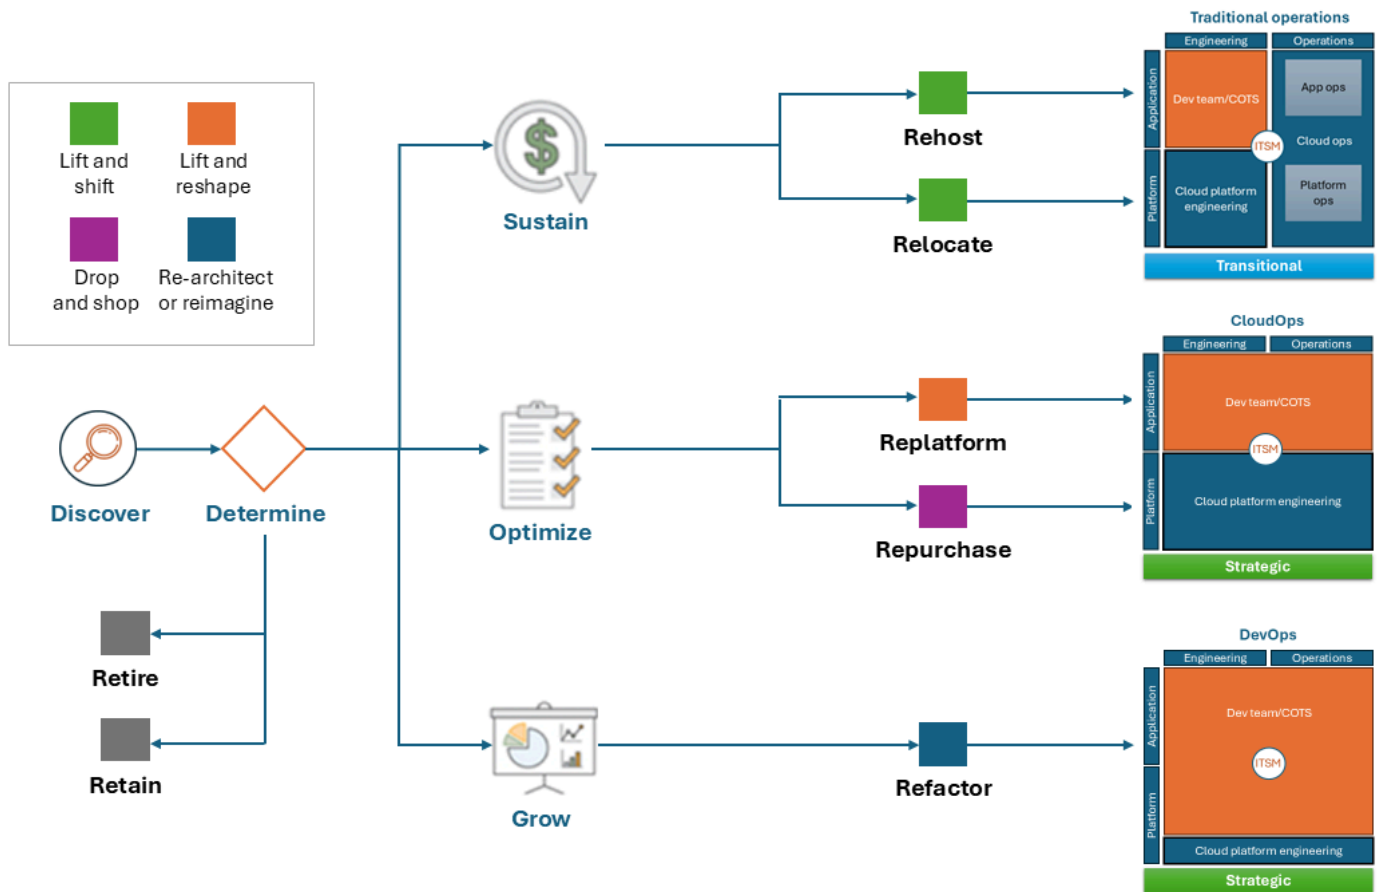 Traditional operations
Engineering
Operations
Application
Dev team/COTS
App ops
ITSM
Cloud ops
Platform
Cloud platform
engineering
Platform
ops
Transitional
Lift and
shift
Lift and
reshape
Drop
and shop
Re-architect
or reimagine
Sustain
Rehost
Relocate
CloudOps
Engineering
Operations
Application
Dev team/COTS
ITSM
Platform
Cloud platform engineering
Strategic
Discover
Determine
Optimize
Replatform
Repurchase
Retire
Retain
Grow
Refactor
DevOps
Engineering
Operations
Application
Dev team/COTS
ITSM
Platform
Cloud platform engineering
Strategic